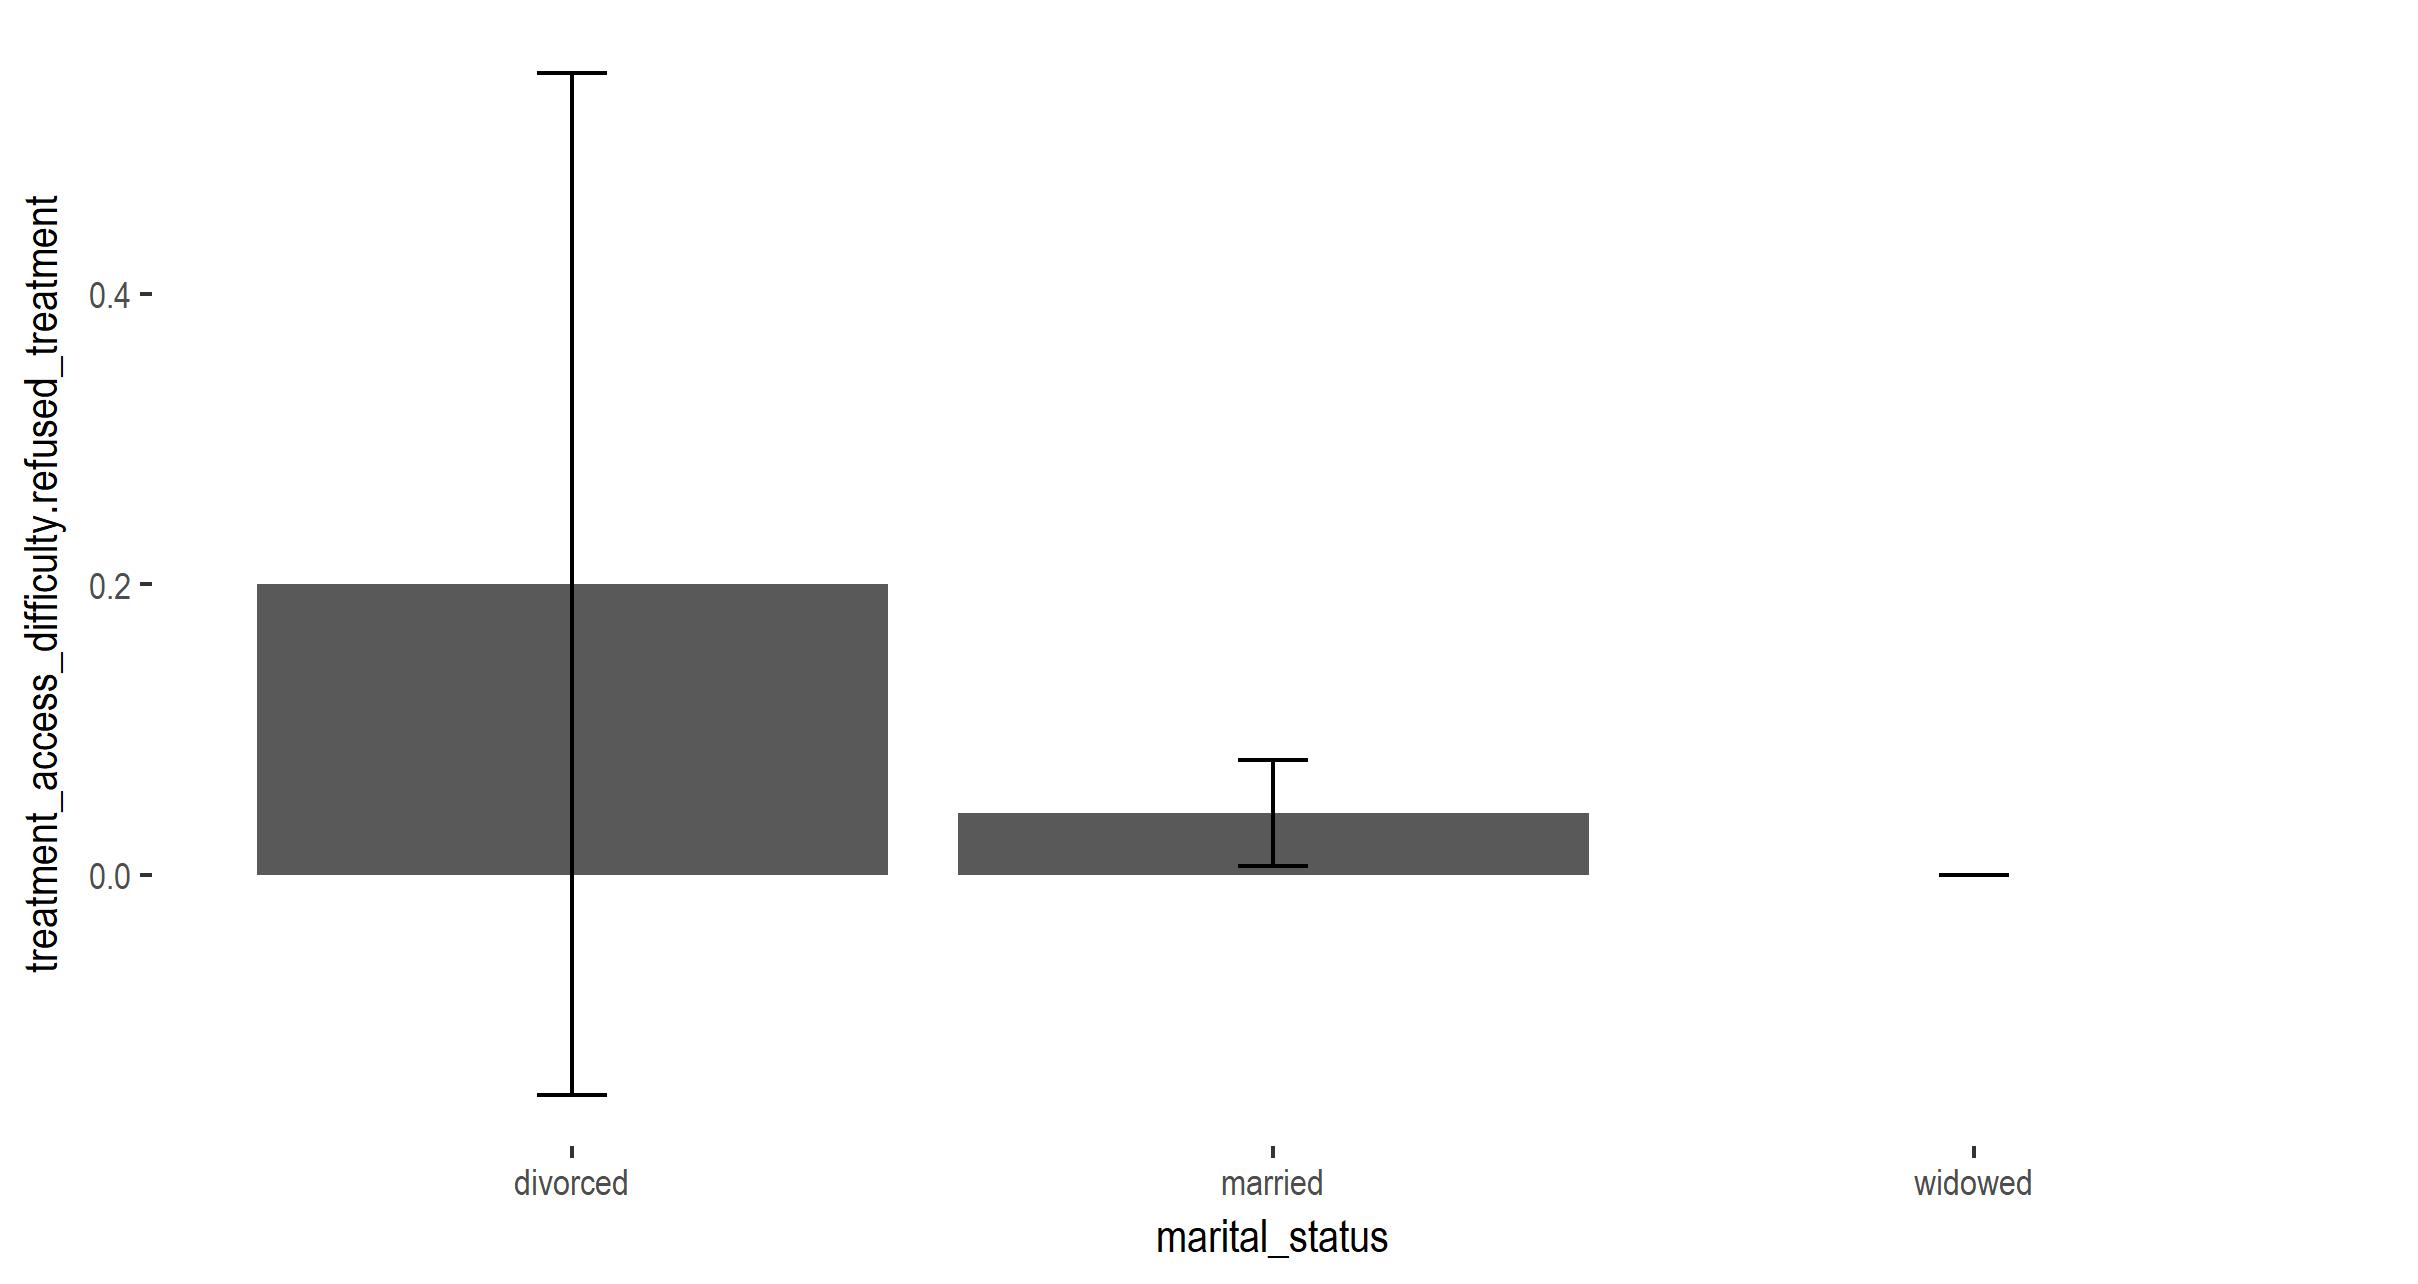 treatment_access_difficulty.refused_treatment
0.4
0.2
0.0
divorced married widowed
marital_status